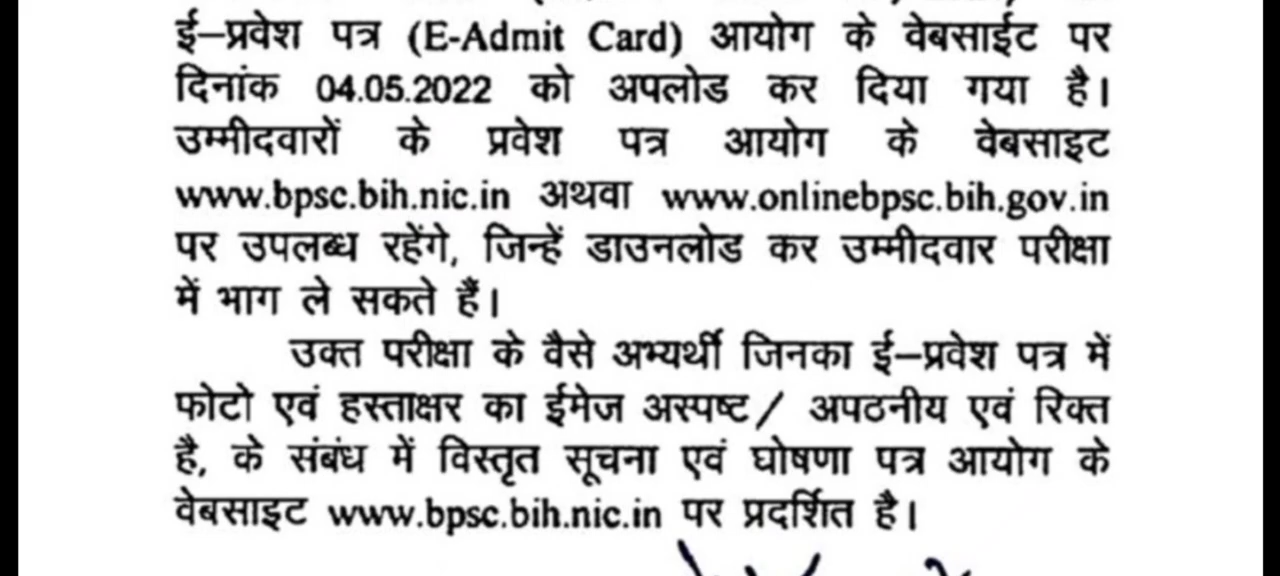 ई–प्रवेश पत्र (E-Admit Card) आयोग के वेबसाईट पर
दिनांक 04.05.2022 को अपलोड कर दिया गया है।
उम्मीदवारों के प्रवेश पत्र आयोग के वेबसाइट
www.bpsc.bih.nic.in अथवा www.onlinebpsc.bih.gov.in
पर उपलब्ध रहेंगे, जिन्हें डाउनलोड कर उम्मीदवार परीक्षा
में भाग ले सकते हैं।
उक्त परीक्षा के वैसे अभ्यर्थी जिनका ई–प्रवेश पत्र में
फोटो एवं हस्ताक्षर का ईमेज अस्पष्ट/ अपठनीय एवं रिक्त
है, के संबंध में विस्तृत सूचना एवं घोषणा पत्र आयोग के
वेबसाइट www.bpsc.bih.nic.in पर प्रदर्शित है।